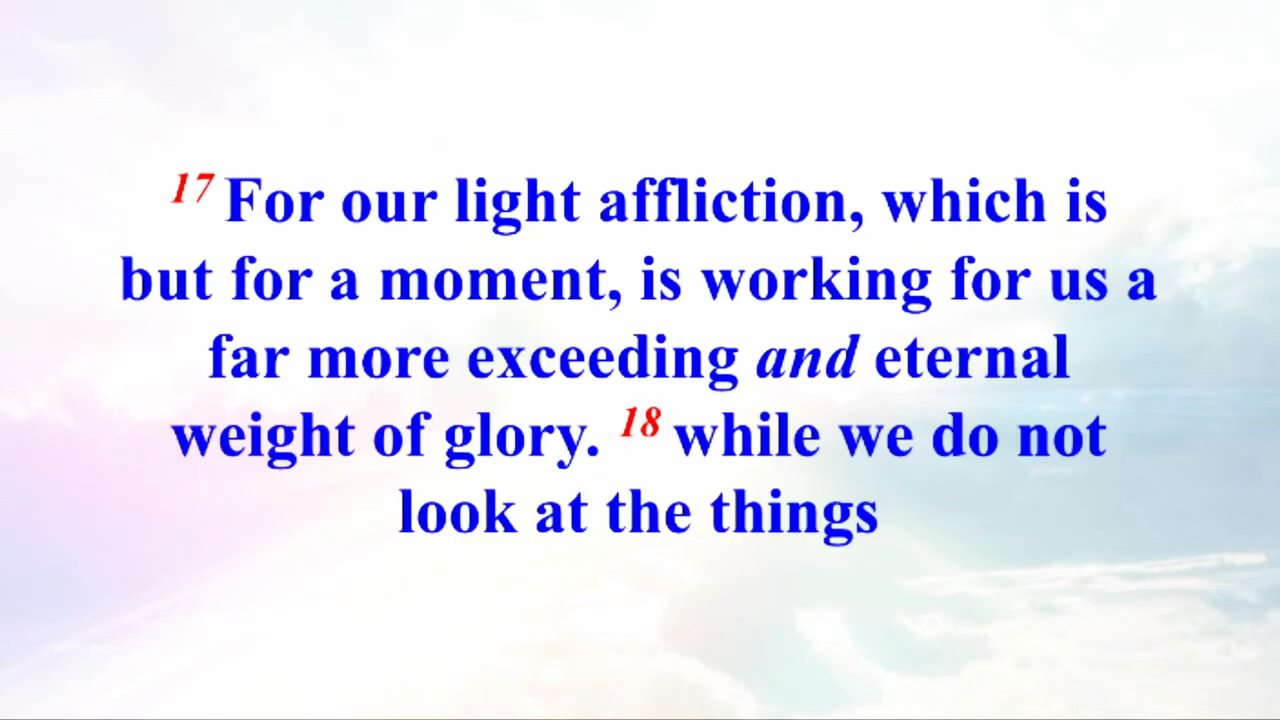 17 For our light affliction, which is
but for a moment, is working for us a
far more exceeding and eternal
weight of glory. 18 while we do not
look at the things